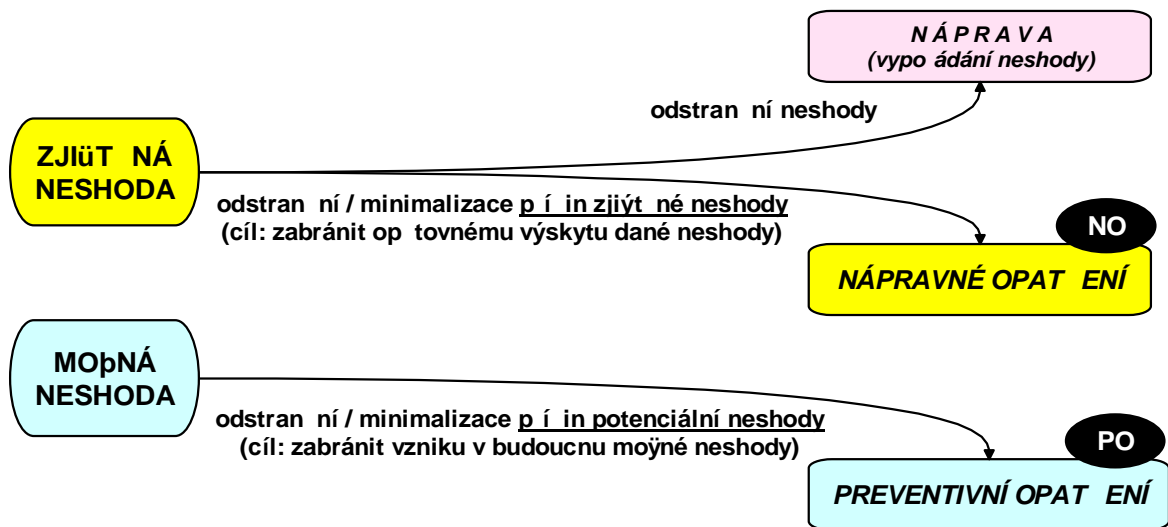 N Á P R A V A
(vypo ádání neshody)
odstran ní neshody
ZJIüT NÁ
NESHODA
odstran ní / minimalizace p í in zjiýt né neshody
(cíl: zabránit op tovnému výskytu dané neshody)
NO
NÁPRAVNÉ OPAT ENÍ
MOþNÁ
NESHODA
odstran ní / minimalizace p í in potenciální neshody
(cíl: zabránit vzniku v budoucnu moÿné neshody)
PO
PREVENTIVNÍ OPAT ENÍ